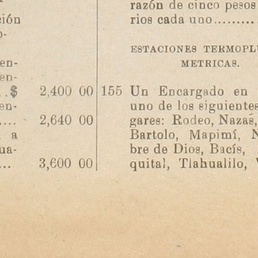 razón de cinco pesos
ción
rios cada uno.........
o-
ESTACIONES TERMOPLU
METRICAS.
en-
en-
..$ 2,400 00 155 Un Encargado en
en- uno de los siguientes
.... 2,640 00 gares: Rodeo, Nazas,
a Bartolo, Mapimí, N
ua- bre de Dios, Bacís,
... 3,600 00 quital, Tlahualilo, V